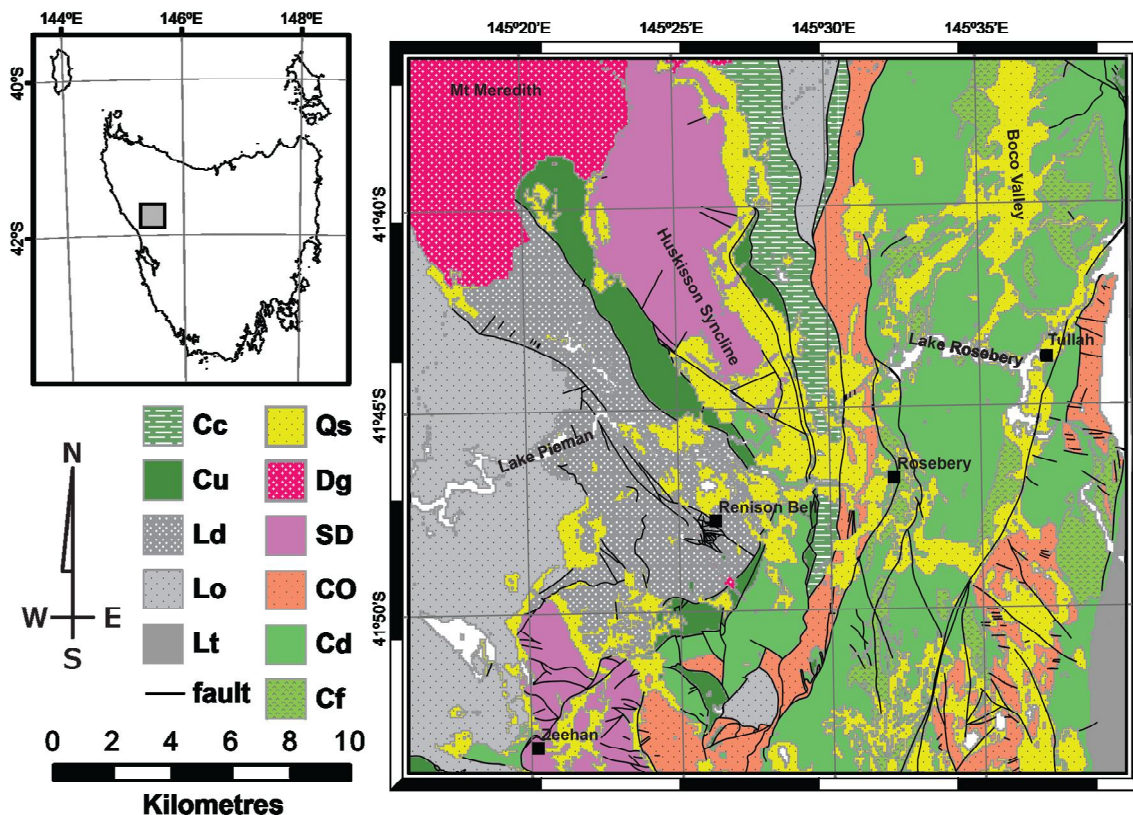 144ºE 146ºE 148ºE
40ºS
42ºS
Cc Qs
Cu Dg
Ld SD
Lo CO
Lt Cd
fault Cf
N
W E
S
0 2 4 6 8 10
Kilometres
145º20'E 145º25'E 145º30'E 145º35'E
41º40'S
41º45'S
41º50'S
Mt Meredith
Boco Valley
Huskisson Syncline
Lake Rosebery
Tullah
Lake Pieman
Rosebery
Renison Bell
Zeehan